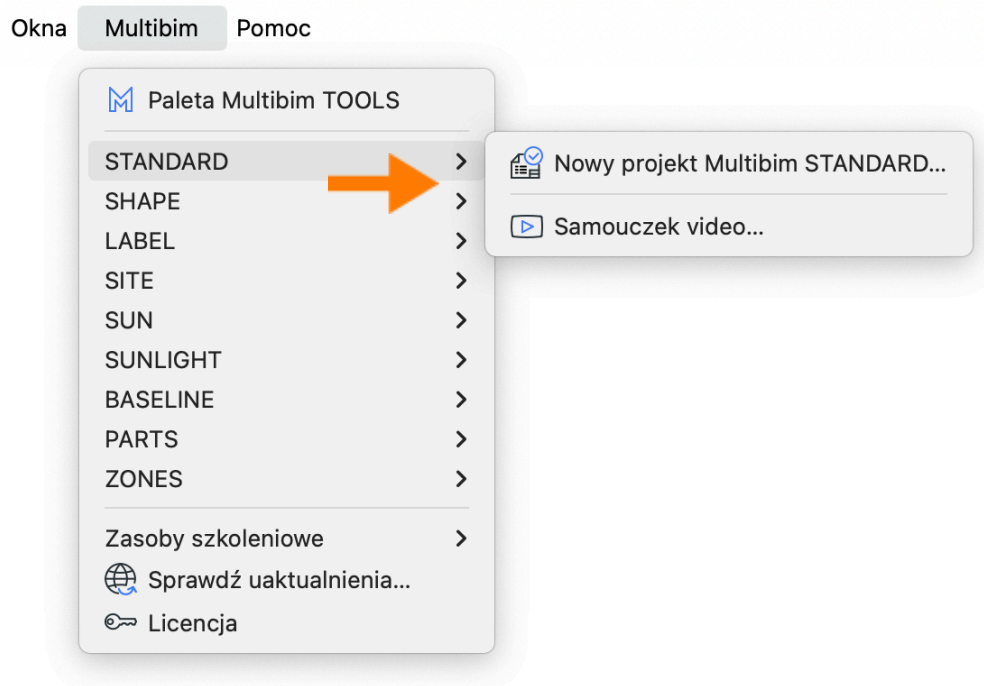 Okna Multibim Pomoc
Paleta Multibim TOOLS
STANDARD
Nowy projekt Multibim STANDARD...
Samouczek video...
SHAPE
LABEL
SITE
SUN
SUNLIGHT
BASELINE
PARTS
ZONES
Zasoby szkoleniowe
Sprawdź uaktualnienia...
Licencja